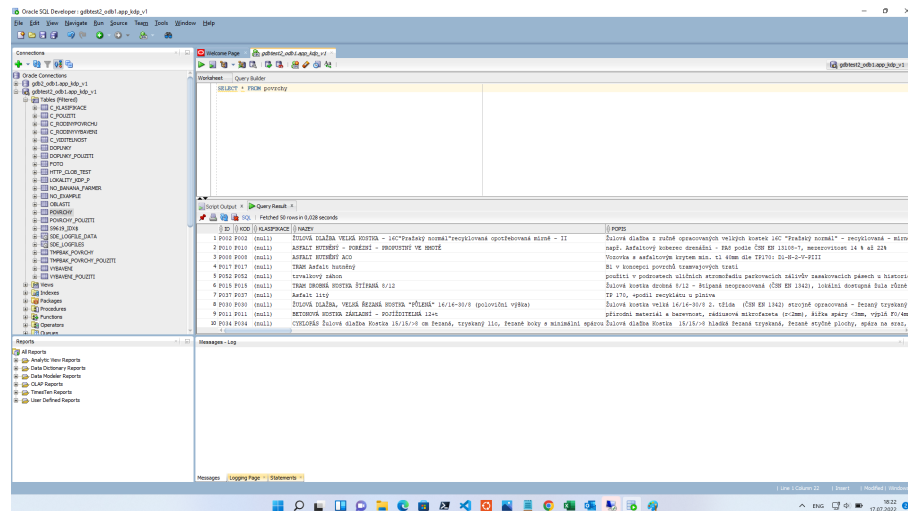 Oracle SQL Developer : gdbtest2_odb1.app_kdp_v1
File Edit View Navigate Run Source Team Tools Window Help
Connections
Oracle Connections
gdb2_odb1.app_kdp_v1
gdbtest2_odb1.app_kdp_v1
Tables (Filtered)
C_KLASIFIKACE
C_POUZITI
C_RODINYPOVRCHU
C_RODINYVYBAVENI
C_VIDITELNOST
DOPLNKY
DOPLNKY_POUZITI
FOTO
HTTP_CLOB_TEST
LOKALITY_KDP_P
NO_BANANA_FARMER
NO_EXAMPLE
OBLASTI
POVRCHY
POVRCHY_POUZITI
S9619_IDX$
SDE_LOGFILE_DATA
SDE_LOGFILES
TMPBAK_POVRCHY
TMPBAK_POVRCHY_POUZITI
VYBAVENI
VYBAVENI_POUZITI
Views
Indexes
Packages
Procedures
Functions
Operators
Queues
Reports
All Reports
Analytic View Reports
Data Dictionary Reports
Data Modeler Reports
OLAP Reports
TimesTen Reports
User Defined Reports
Welcome Page gdbtest2_odb1.app_kdp_v1
gdbtest2_odb1.app_kdp_v1
Worksheet Query Builder
SELECT * FROM povrchy
Script Output Query Result
SQL | Fetched 50 rows in 0,028 seconds
ID KOD KLASIFIKACE NAZEV POPIS
1 P002 P002 (null) ŽULOVÁ DLAŽBA VELKÁ KOSTKA - 16C"Pražský normál"recyklovaná opotřebovaná mírně - II Žulová dlažba z ručně opracovaných velkých kostek 16C "Pražský normál" - recyklovaná - mírně
2 P010 P010 (null) ASFALT HUTNĚNÝ - PORÉZNÍ - PROPUSTNÝ VE HMOTĚ např. Asfaltový koberec drenážní - PA8 podle ČSN EN 13108-7, mezerovitost 14 % až 22%
3 P008 P008 (null) ASFALT HUTNĚNÝ ACO Vozovka s asfaltovým krytem min. tl 40mm dle TP170: D1-N-2-V-PIII
4 P017 P017 (null) TRAM Asfalt hutněný Bi v koncepci povrchů tramvajových tratí
5 P052 P052 (null) trvalkový záhon použití v podrostech uličních stromořadí parkovacích zálivů zasakovacích pásech u histori
6 P015 P015 (null) TRAM DROBNÁ KOSTKA ŠTÍPANÁ 8/12 Žulová kostka drobná 8/12 - štípaná neopracovaná (ČSN EN 1342), lokální dostupná žula různé
7 P037 P037 (null) Asfalt litý TP 170, +podíl recyklátu u pluniva
8 P030 P030 (null) ŽULOVÁ DLAŽBA, VELKÁ ŘEZANÁ KOSTKA "PŮLENÁ" 16/16-30/8 (poloviční výška) Žulová kostka velká 16/16-30/8 2. třída (ČSN EN 1342) strojně opracovaná - řezaný tryskaný
9 P011 P011 (null) BETONOVÁ KOSTKA ZÁKLADNÍ - POJÍŽDITELNÁ 12+t přírodní materiál a barevnost, rádiusová mikrofazeta (r<2mm), šířka spáry <3mm, výplň F0/4m
10 P034 P034 (null) CYKLOPÁS Žulová dlažba Kostka 15/15/>8 cm řezaná, tryskaný líc, řezané boky s minimální spárou Žulová dlažba Kostka 15/15/>8 hladká řezaná tryskaná, řezané styčné plochy, spára na sraz,
Messages - Log
Messages Logging Page Statements
Line 1 Column 22 | Insert | Modified | Windows
ENG 18:22
17.07.2022